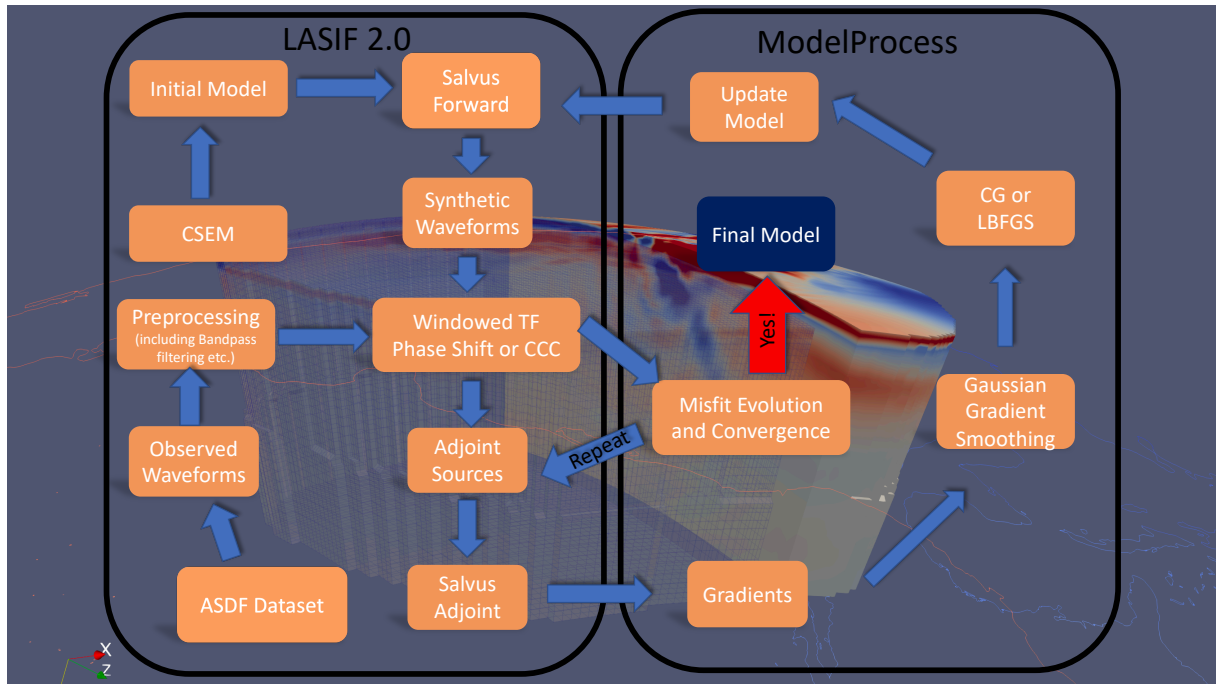 LASIF 2.0
Initial Model
Salvus
Forward
CSEM
Synthetic
Waveforms
Preprocessing
(including Bandpass
filtering etc.)
Windowed TF
Phase Shift or CCC
Observed
Waveforms
Adjoint
Sources
ASDF Dataset
Salvus
Adjoint
X
Z
ModelProcess
Update
Model
CG or
LBFGS
Final Model
Yes!
Misfit Evolution
and Convergence
Repeat
Gaussian
Gradient
Smoothing
Gradients